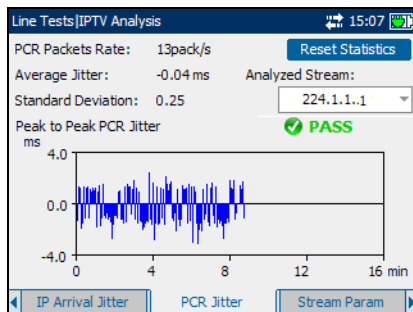 Line Tests|IPTV Analysis 15:07
PCR Packets Rate: 13pack/s Reset Statistics
Average Jitter: -0.04 ms Analyzed Stream:
Standard Deviation: 0.25 224.1.1..1
Peak to Peak PCR Jitter PASS
ms
4.0
0.0
-4.0
0 4 8 12 16 min
IP Arrival Jitter PCR Jitter Stream Param